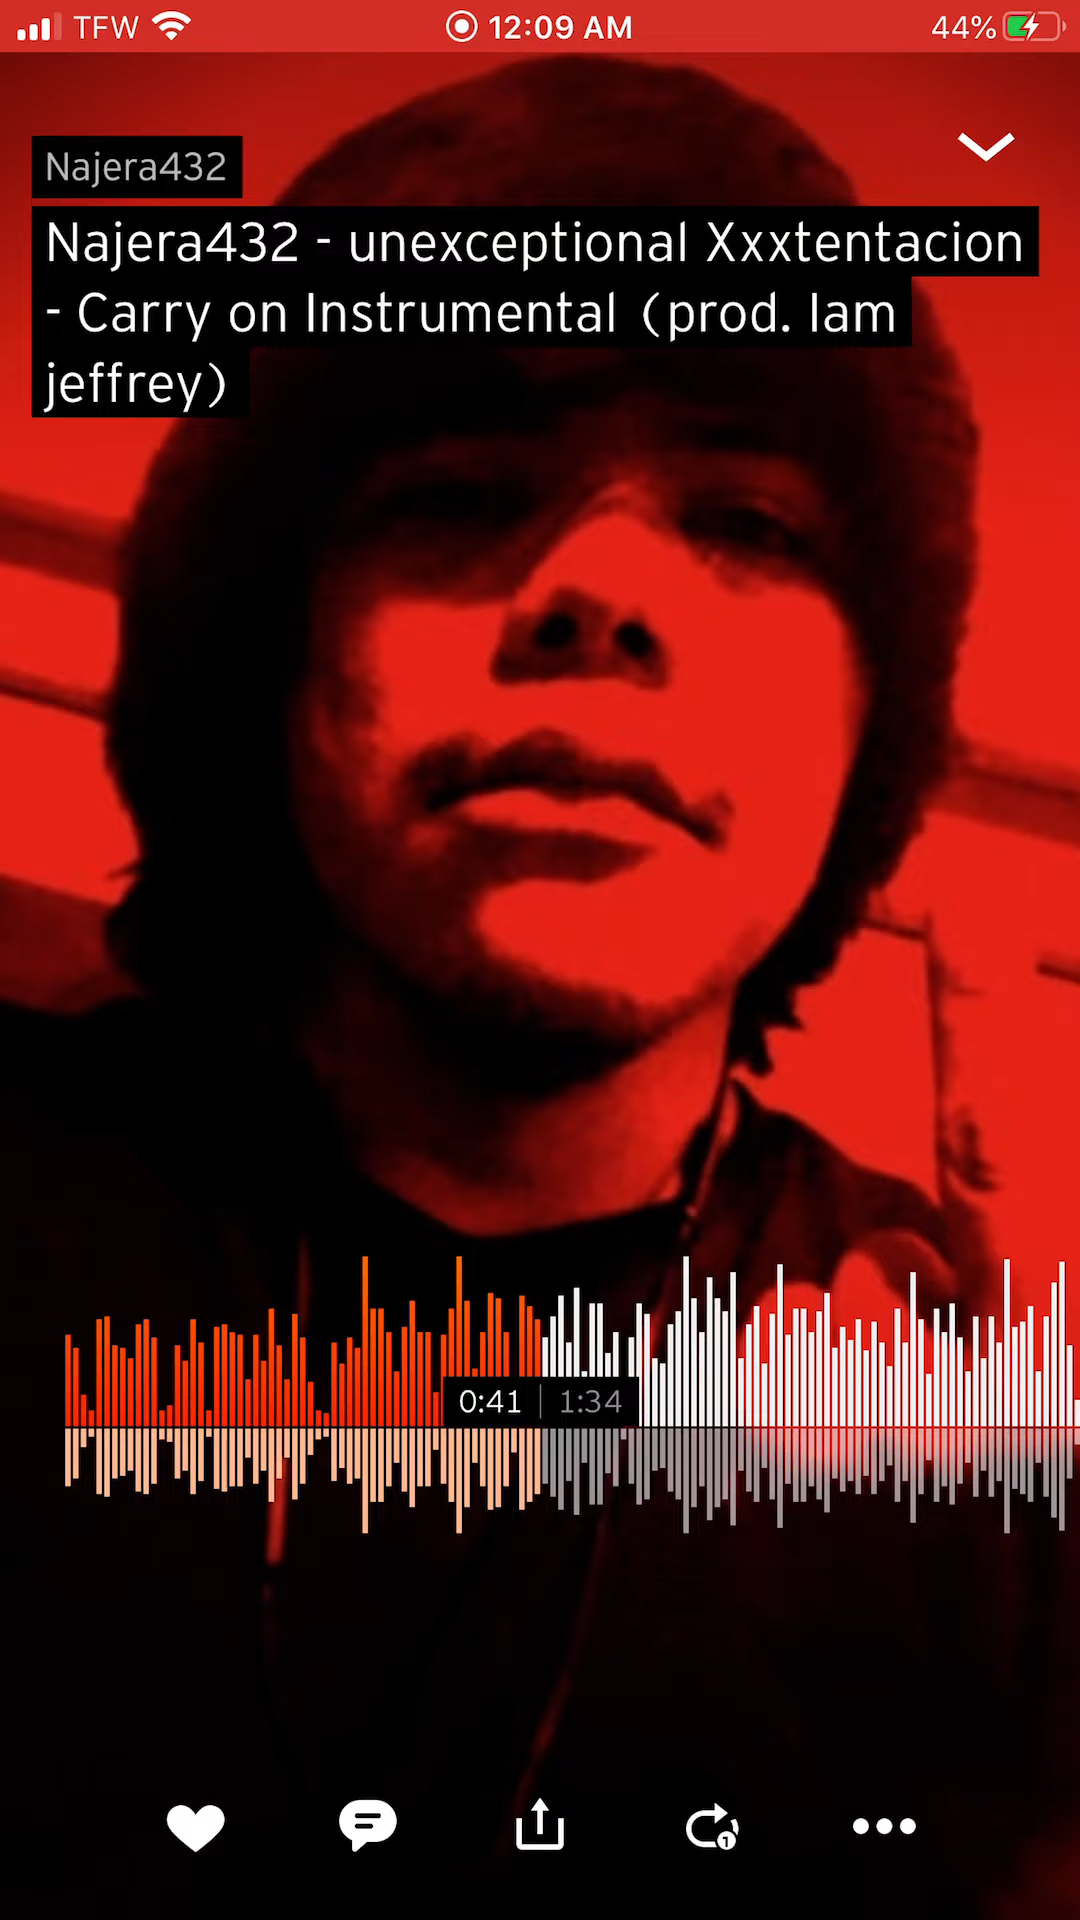 TFW 12:09 AM 44%
Najera432
Najera432 - unexceptional Xxxtentacion
- Carry on Instrumental (prod. Iam
jeffrey)
0:41 | 1:34
1